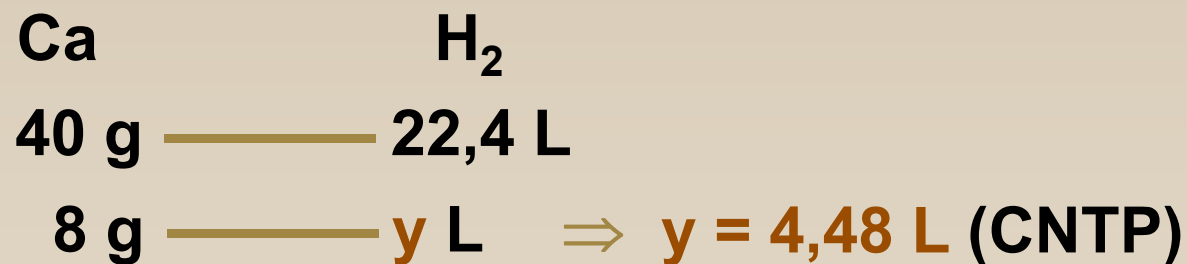 Ca H₂
40 g 22,4 L
8 g y L ⇒ y = 4,48 L (CNTP)